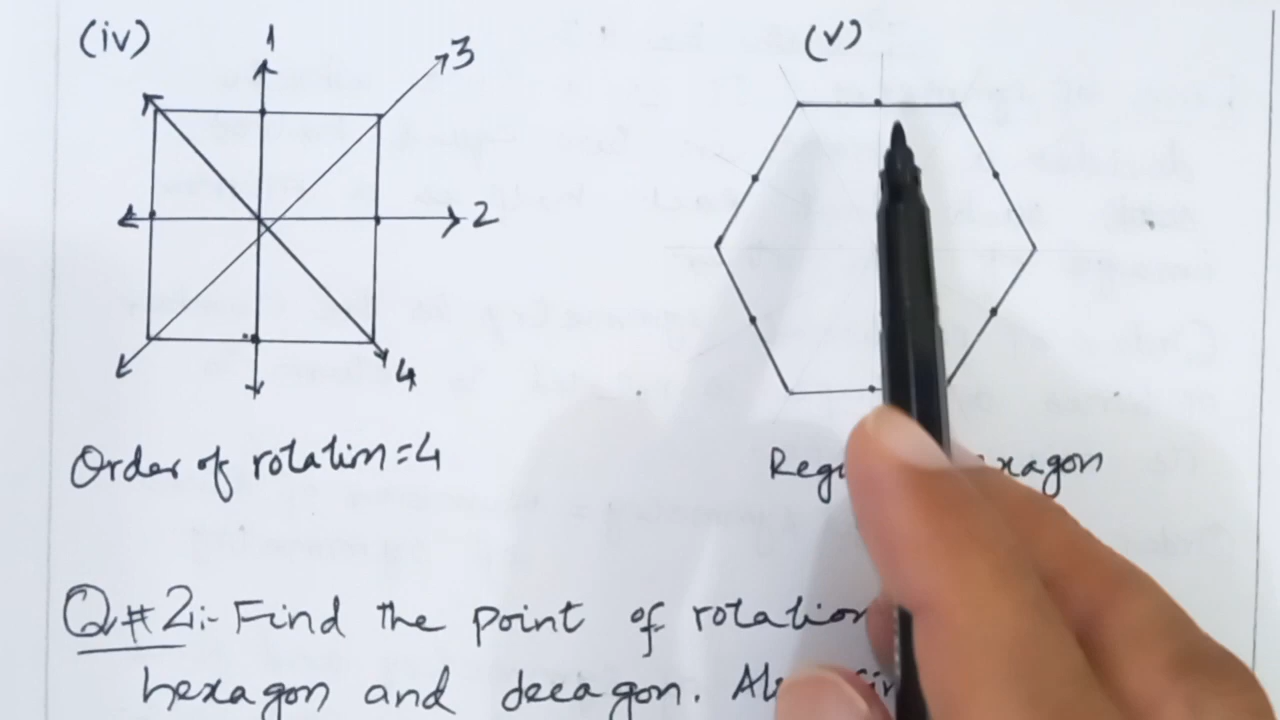 (iv)
1
3
2
4
Order of rotation=4
(v)
Regu xagon
Q#2:- Find the point of rotation
hexagon and decagon.